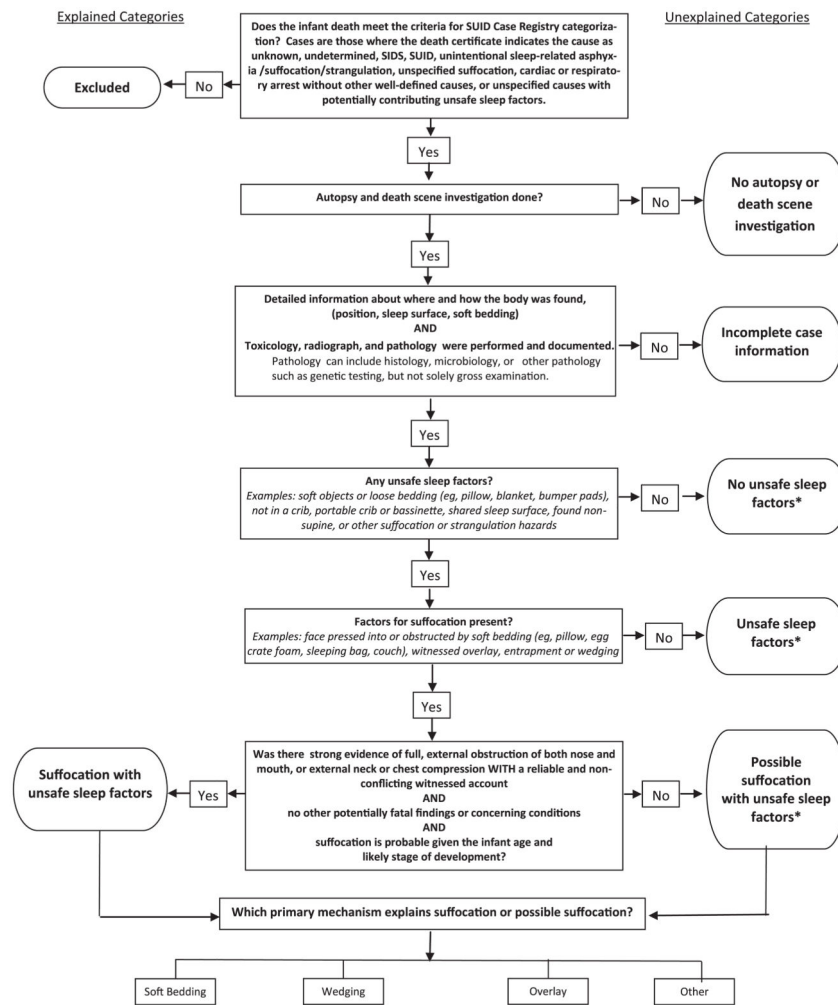 Explained Categories
Unexplained Categories
Does the infant death meet the criteria for SUID Case Registry categoriza-
tion?  Cases are those where the death certificate indicates the cause as
unknown, undetermined, SIDS, SUID, unintentional sleep-related asphyx-
ia /suffocation/strangulation, unspecified suffocation, cardiac or respirato-
ry arrest without other well-defined causes, or unspecified causes with
potentially contributing unsafe sleep factors.
No
Excluded
Yes
Autopsy and death scene investigation done?
No
No autopsy or
death scene
investigation
Yes
Detailed information about where and how the body was found,
(position, sleep surface, soft bedding)
AND
Toxicology, radiograph, and pathology were performed and documented.
Pathology can include histology, microbiology, or other pathology
such as genetic testing, but not solely gross examination.
No
Incomplete case
information
Yes
Any unsafe sleep factors?
Examples: soft objects or loose bedding (eg, pillow, blanket, bumper pads),
not in a crib, portable crib or bassinette, shared sleep surface, found non-
supine, or other suffocation or strangulation hazards
No
No unsafe sleep
factors*
Yes
Factors for suffocation present?
Examples: face pressed into or obstructed by soft bedding (eg, pillow, egg
crate foam, sleeping bag, couch), witnessed overlay, entrapment or wedging
No
Unsafe sleep
factors*
Yes
Was there strong evidence of full, external obstruction of both nose and
mouth, or external neck or chest compression WITH a reliable and non-
conflicting witnessed account
AND
no other potentially fatal findings or concerning conditions
AND
suffocation is probable given the infant age and
likely stage of development?
Yes
Suffocation with
unsafe sleep factors
No
Possible
suffocation
with unsafe sleep
factors*
Which primary mechanism explains suffocation or possible suffocation?
Soft Bedding
Wedging
Overlay
Other